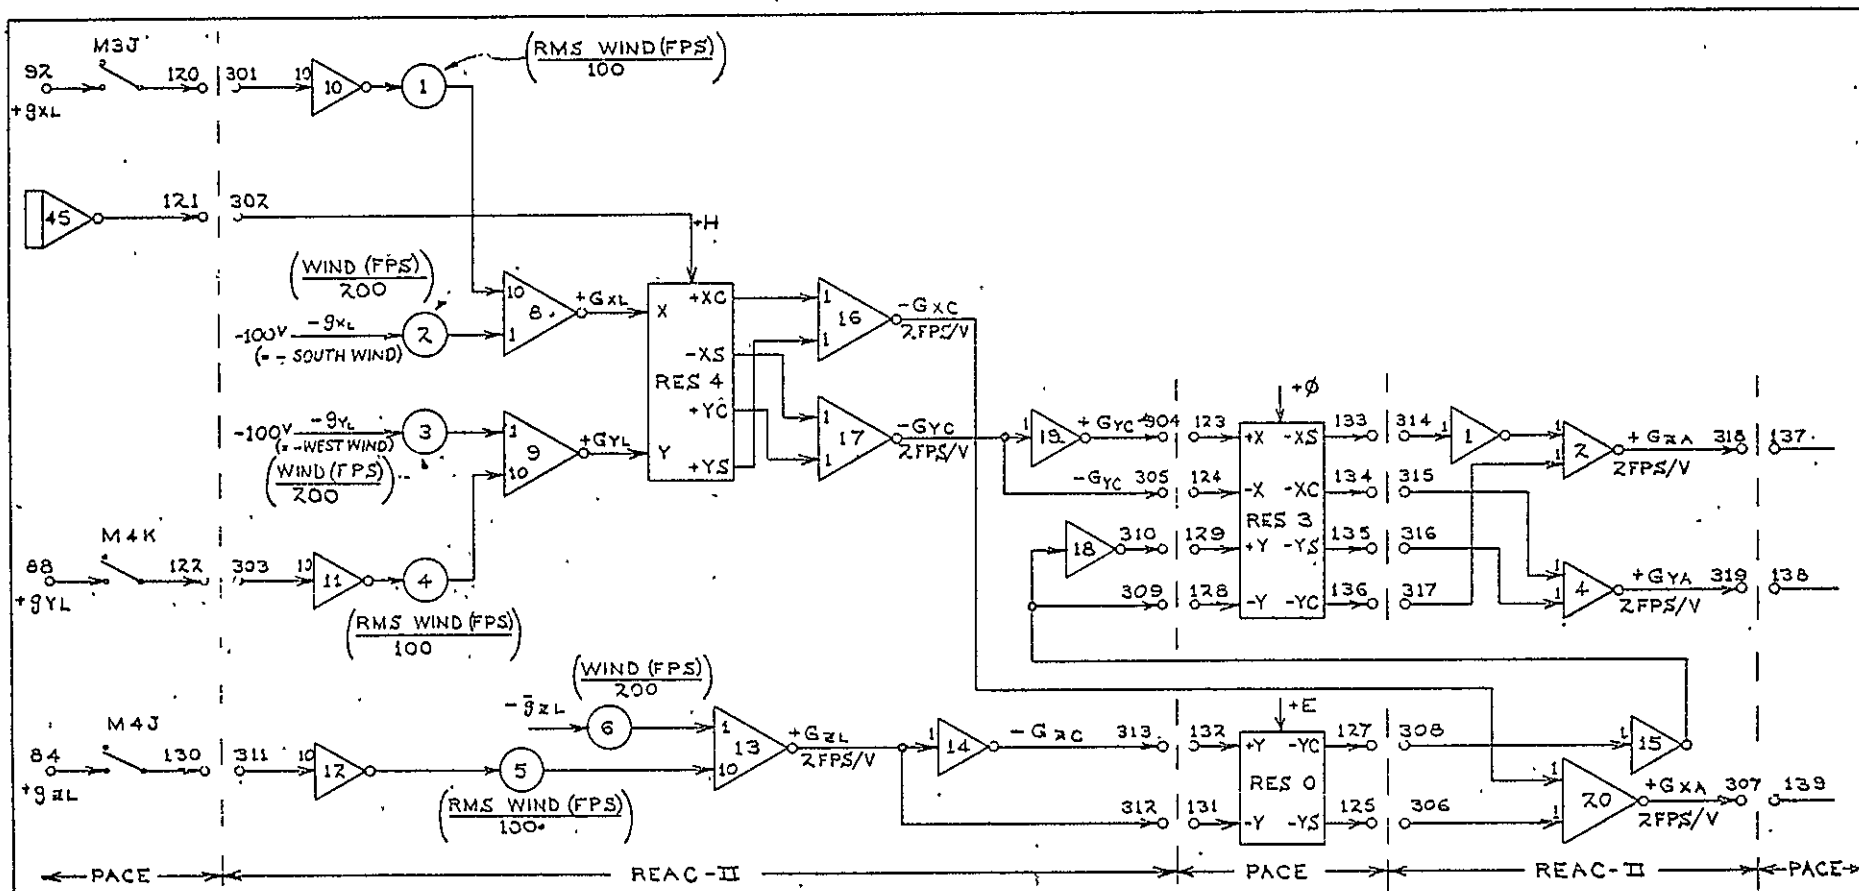 M3J
92
120
301
10
10
1
(RMS WIND (FPS)
100)
+gXL
45
121
302
+H
(WIND (FPS)
200)
-100V
-gXL
(= - SOUTH WIND)
2
10
1
8
+GXL
X
Y
+XC
-XS
RES 4
+YC
+YS
1
1
16
-GXC
2FPS/V
-100V
-gYL
(= -WEST WIND)
(WIND (FPS)
200)
3
1
10
9
+GYL
1
1
17
-GYC
2FPS/V
M4K
88
122
303
10
11
4
+gYL
(RMS WIND (FPS)
100)
1
19
+GYC
304
123
-GYC
305
124
18
310
129
309
128
+Ø
+X
-XS
-X
-XC
RES 3
+Y
-YS
-Y
-YC
133
314
134
315
135
316
136
317
1
1
1
1
2
+GZA
318
137
2FPS/V
1
1
4
+GYA
319
138
2FPS/V
M4J
84
130
311
10
12
5
+gZL
(RMS WIND (FPS)
100)
(WIND (FPS)
200)
-gZL
6
1
10
13
+GZL
2FPS/V
1
14
-GZC
313
132
312
131
+E
+Y
-YC
RES 0
-Y
-YS
127
308
125
306
1
15
1
1
20
+GXA
307
139
2FPS/V
PACE
REAC-II
PACE
REAC-II
PACE